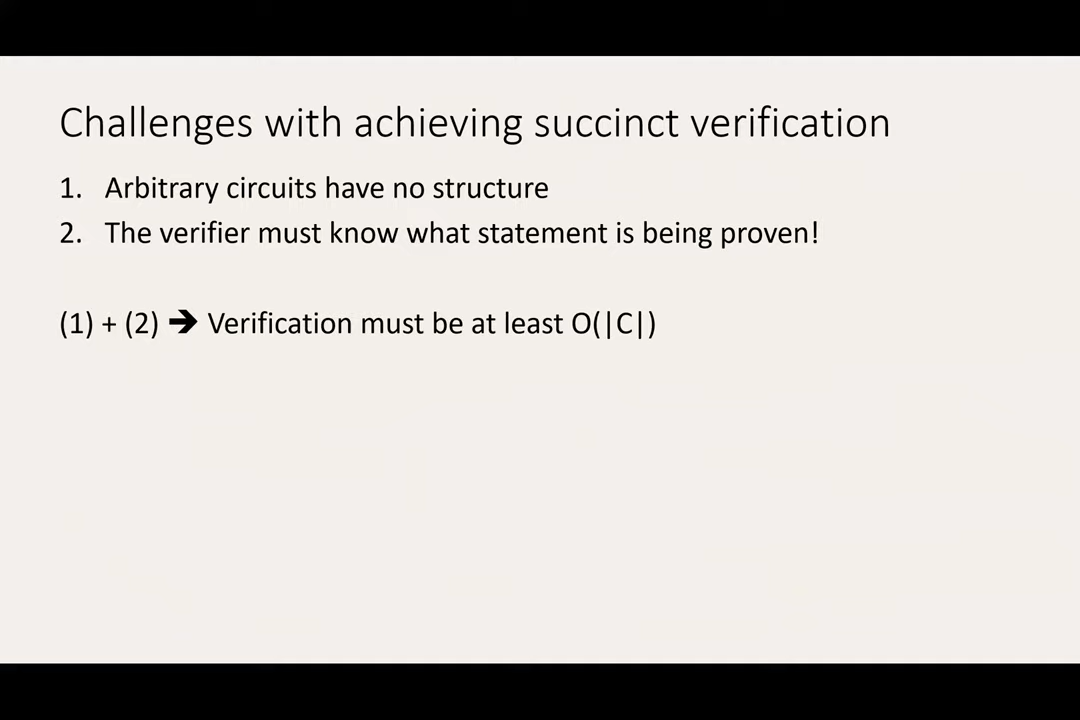 Challenges with achieving succinct verification
1. Arbitrary circuits have no structure
2. The verifier must know what statement is being proven!
(1) + (2) ➔ Verification must be at least O(|C|)